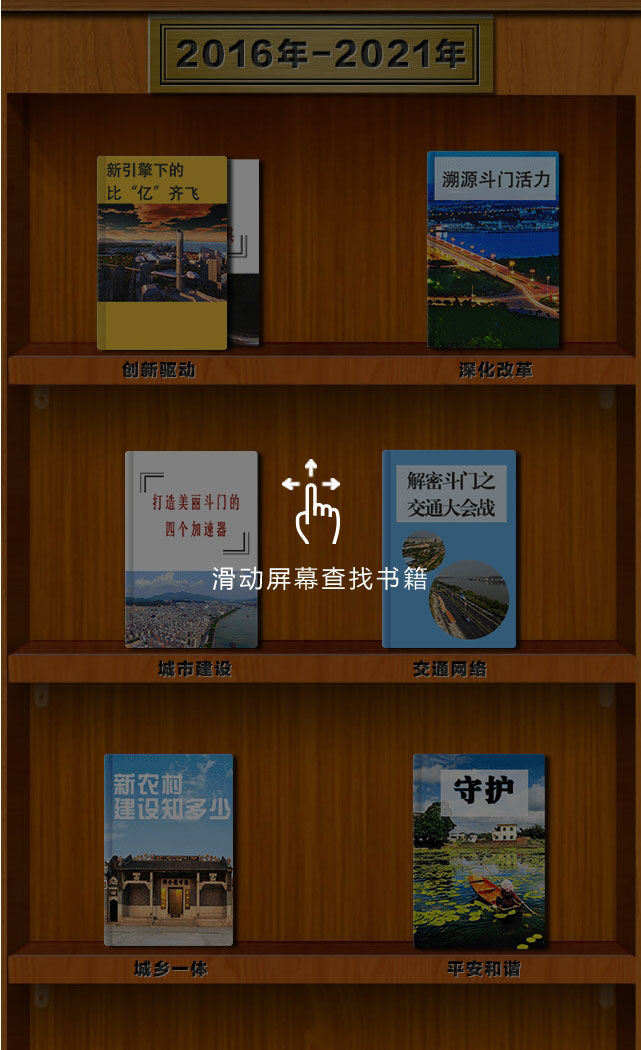 2016年-2021年
新引擎下的
比“亿”齐飞
溯源斗门活力
创新驱动
深化改革
打造美丽斗门的
四个加速器
解密斗门之
交通大会战
滑动屏幕查找书籍
城市建设
交通网络
新农村
建设知多少
守护
城乡一体
平安和谐